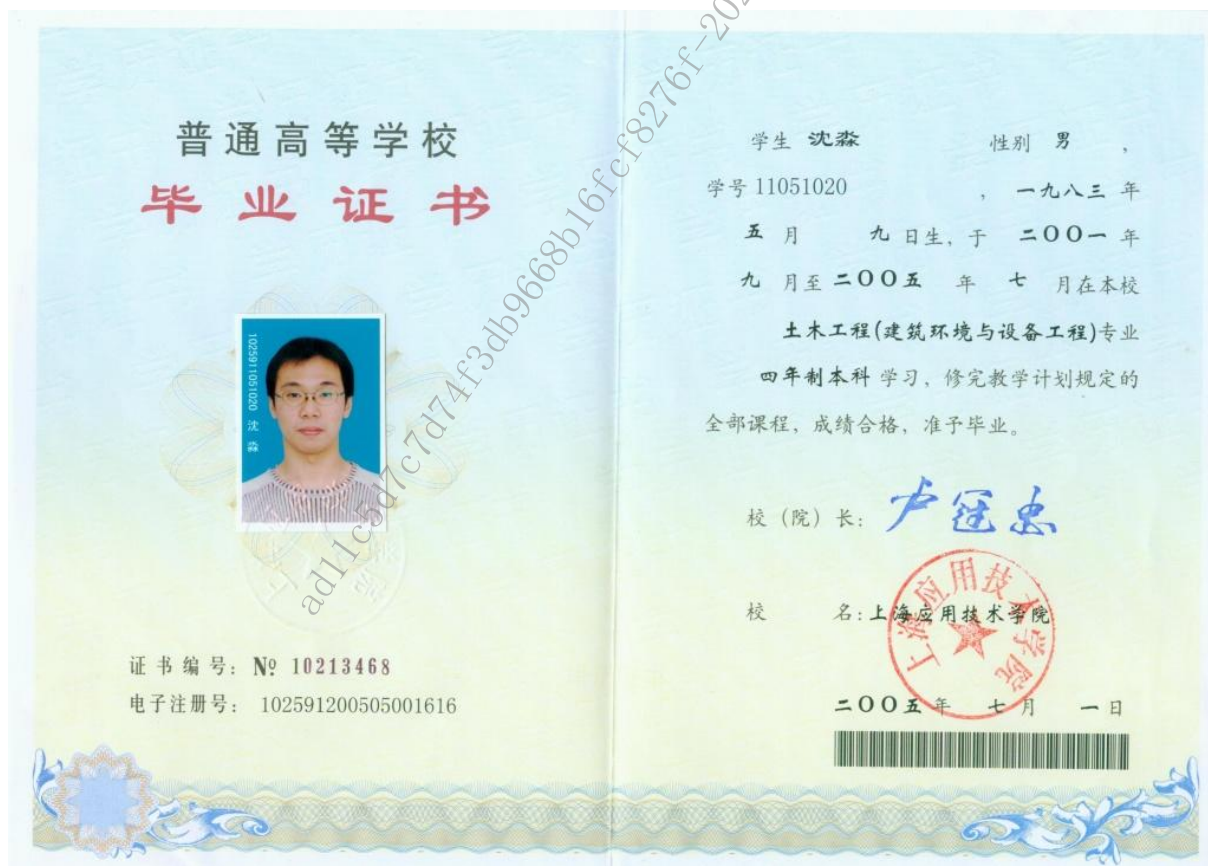 普通高等学校
毕业证书
102591051020 沈淼
证书编号: № 10213468
电子注册号: 102591200505001616
学生 沈淼 性别 男 ,
学号 11051020 , 一九八三 年
五 月 九 日生, 于 二00一 年
九 月至 二00五 年 七 月在本校
土木工程(建筑环境与设备工程)专业
四年制本科 学习, 修完教学计划规定的
全部课程, 成绩合格, 准予毕业。
校(院)长: 卢冠忠
校 名: 上海应用技术学院
上海应用技术学院
二00五 年 七 月 一 日